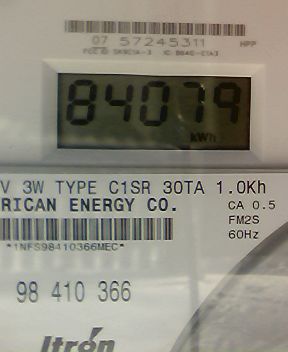 07 57245311 HPP
84079
kWh
V 3W TYPE C1SR 30TA 1.0Kh
RICAN ENERGY CO. CA 0.5
FM2S
*1NFS98410366MEC* 60Hz
98 410 366
Itron